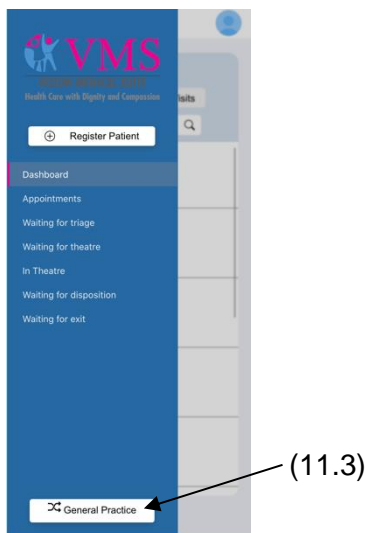 VMS
Health Care with Dignity and Compassion
isits
Register Patient
Dashboard
Appointments
Waiting for triage
Waiting for theatre
In Theatre
Waiting for disposition
Waiting for exit
General Practice
(11.3)